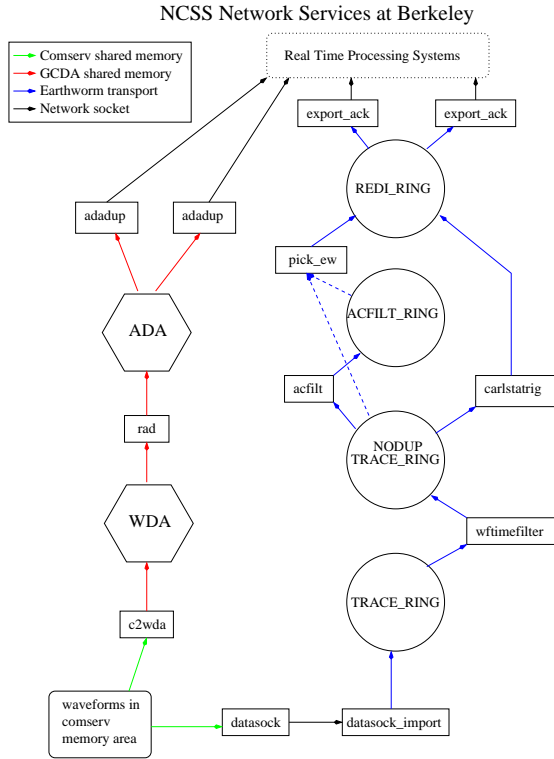 NCSS Network Services at Berkeley
Comserv shared memory
GCDA shared memory
Earthworm transport
Network socket
Real Time Processing Systems
export_ack
export_ack
REDI_RING
adadup
adadup
pick_ew
ADA
ACFILT_RING
acfilt
carlstatrig
rad
NODUP
TRACE_RING
WDA
wftimefilter
TRACE_RING
c2wda
waveforms in
comserv
memory area
datasock
datasock_import